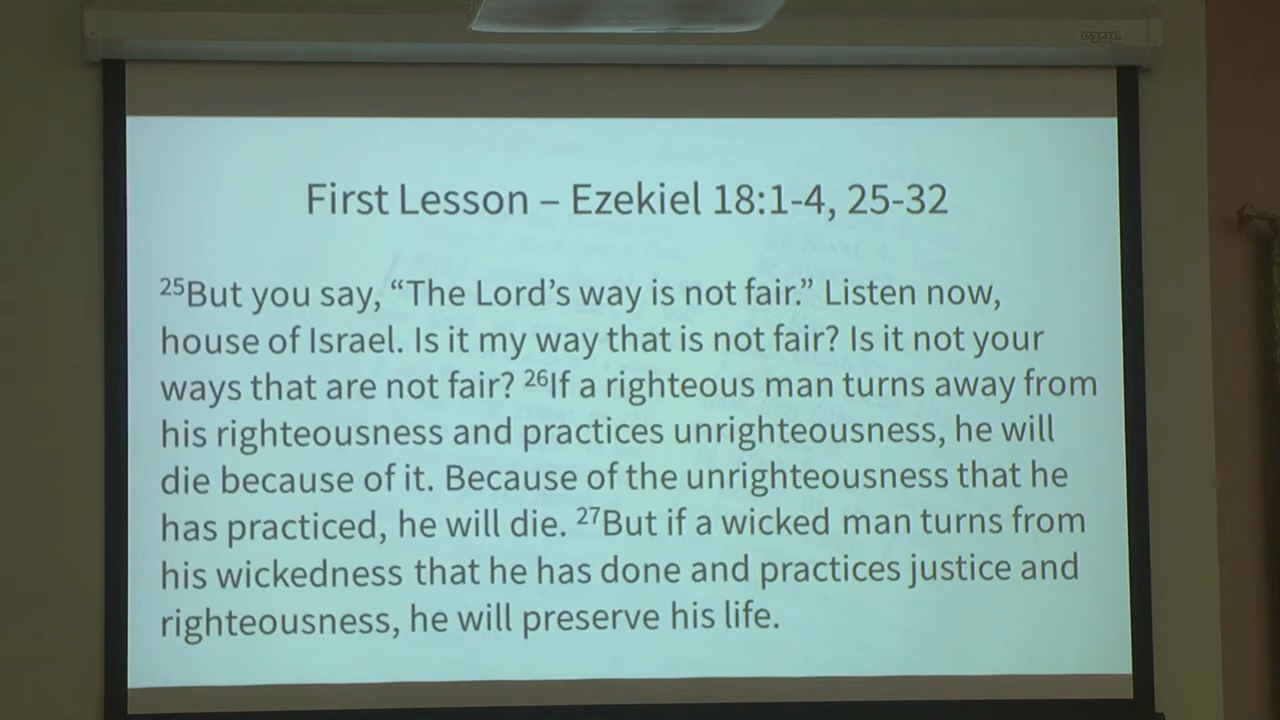 First Lesson – Ezekiel 18:1-4, 25-32
²⁵But you say, “The Lord’s way is not fair.” Listen now,
house of Israel. Is it my way that is not fair? Is it not your
ways that are not fair? ²⁶If a righteous man turns away from
his righteousness and practices unrighteousness, he will
die because of it. Because of the unrighteousness that he
has practiced, he will die. ²⁷But if a wicked man turns from
his wickedness that he has done and practices justice and
righteousness, he will preserve his life.